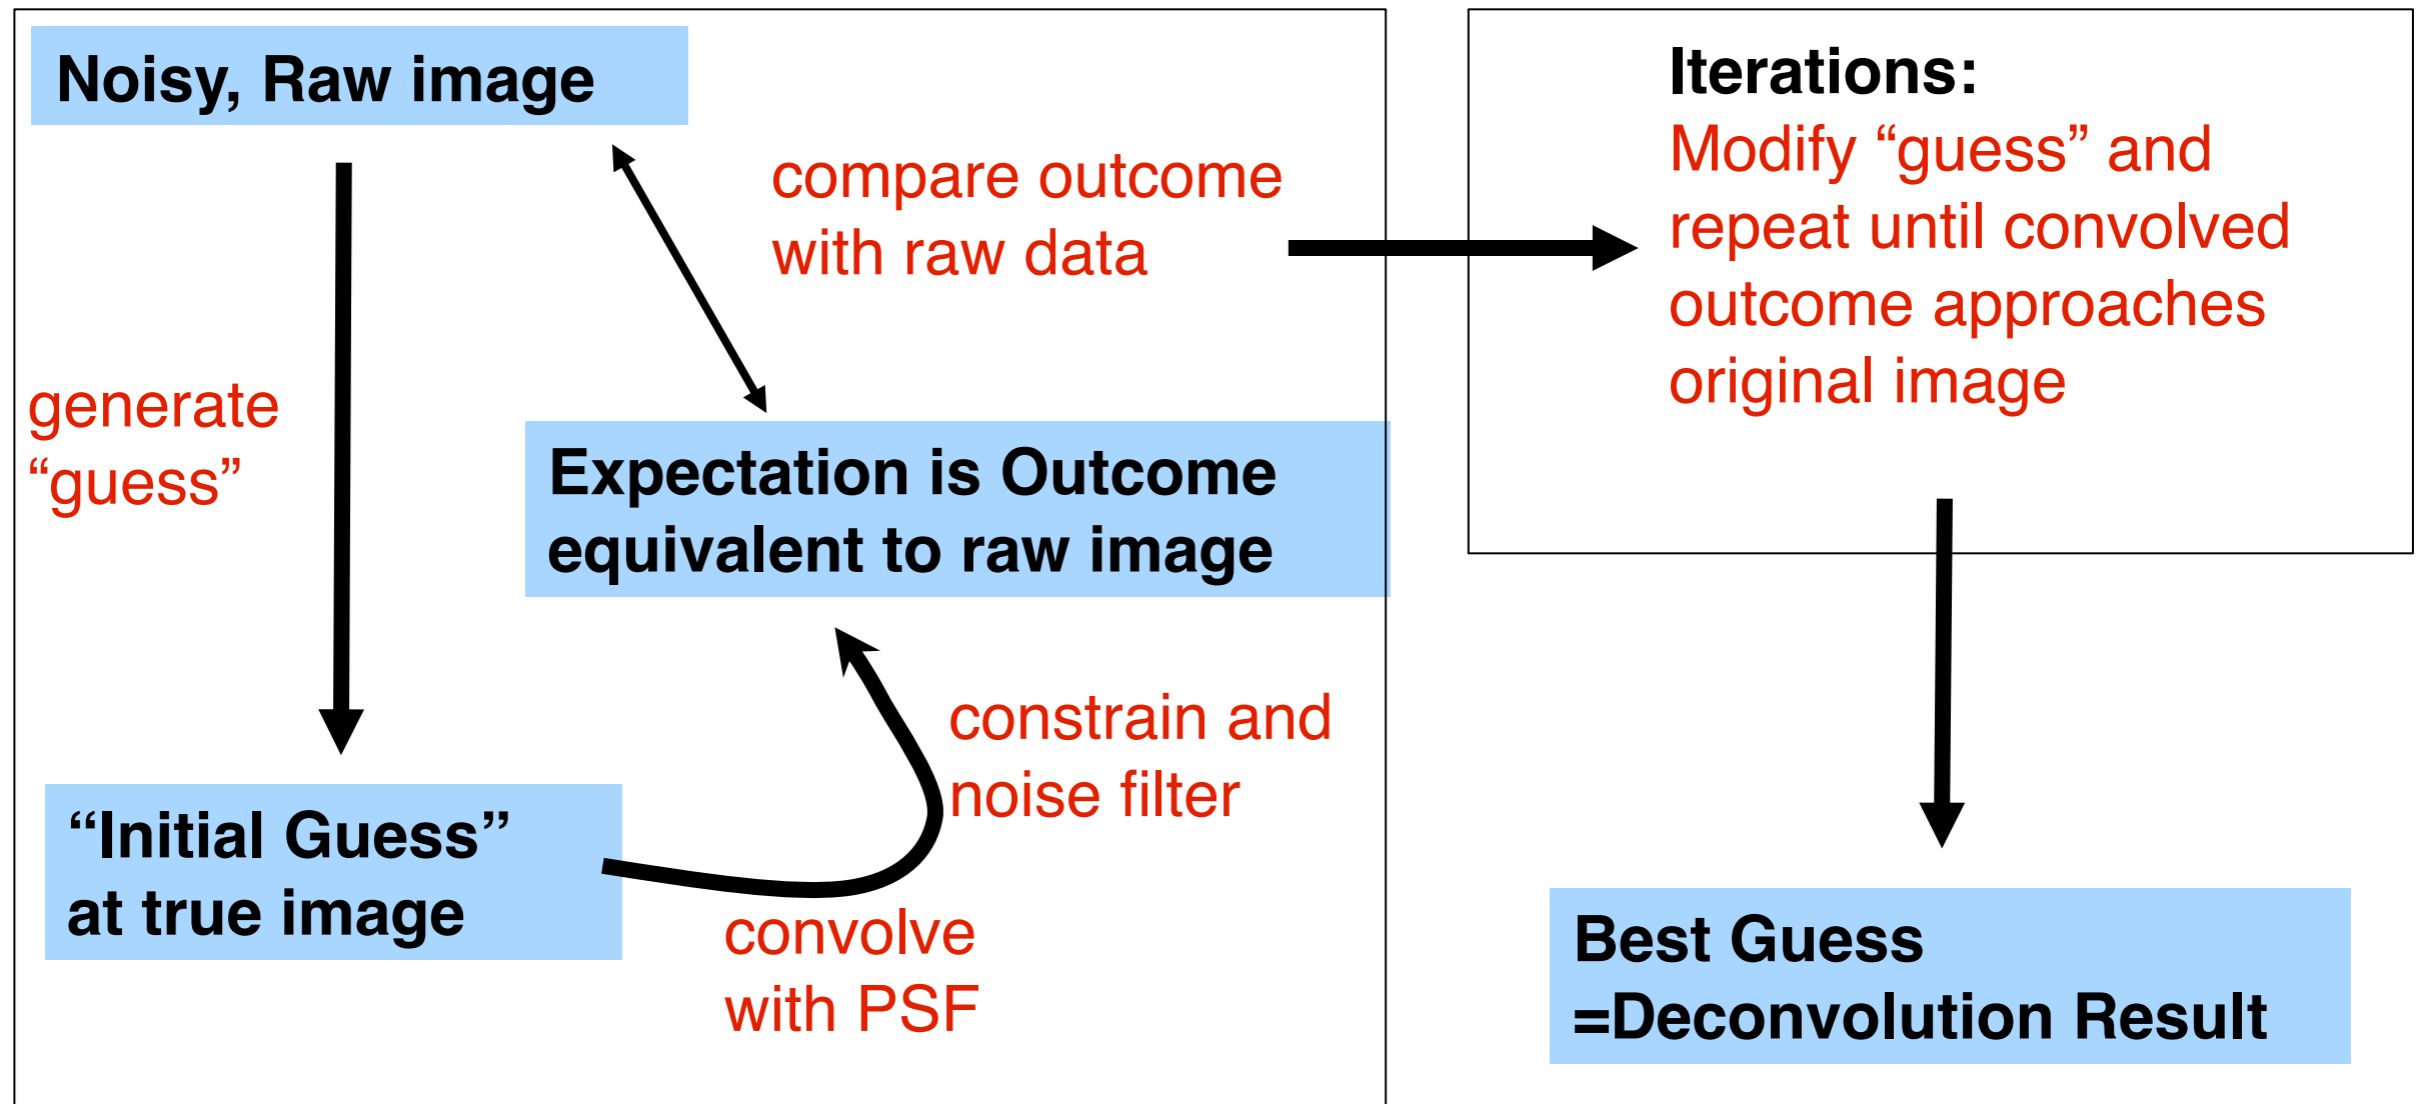 Noisy, Raw image
compare outcome
with raw data
generate
“guess”
Expectation is Outcome
equivalent to raw image
constrain and
noise filter
“Initial Guess”
at true image
convolve
with PSF
Iterations:
Modify “guess” and
repeat until convolved
outcome approaches
original image
Best Guess
=Deconvolution Result